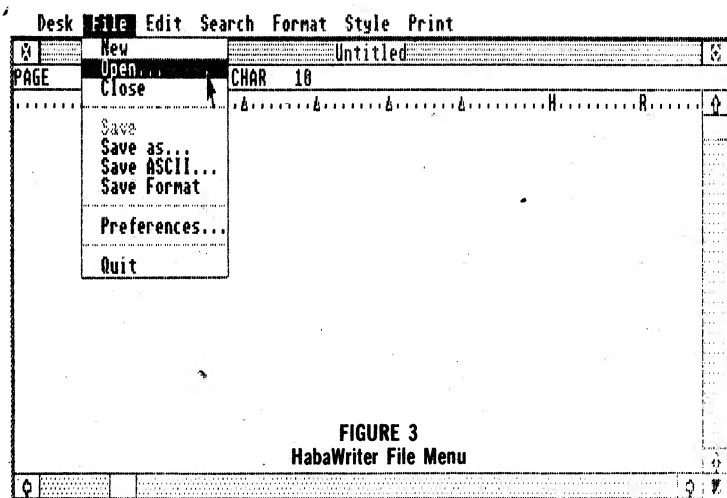 Desk File Edit Search Format Style Print
Untitled
PAGE CHAR 10
H R
New
Open...
Close
Save
Save as...
Save ASCII...
Save Format
Preferences...
Quit
FIGURE 3
HabaWriter File Menu